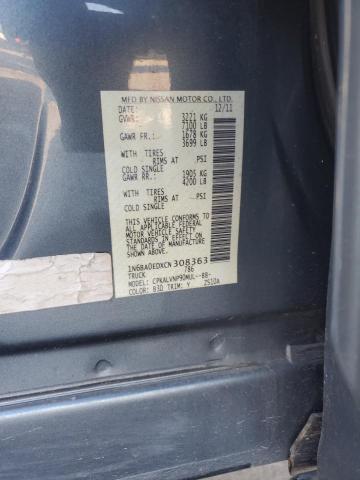 MFD BY NISSAN MOTOR CO., LTD.
DATE: 12/11
GVWR: 3221 KG
7100 LB
GAWR FR.: 1678 KG
3699 LB
WITH TIRES
RIMS AT PSI
COLD SINGLE
GAWR RR.: 1905 KG
4200 LB
WITH TIRES
RIMS AT PSI
COLD SINGLE
THIS VEHICLE CONFORMS TO ALL
APPLICABLE FEDERAL MOTOR VEHICLE
SAFETY STANDARDS IN EFFECT ON THE
DATE OF MANUFACTURE SHOWN ABOVE.
1N6BA0EDXCN308363
TRUCK 786
MODEL: CPKALVNP90MUL--BB-
COLOR: B3D TRIM: Y ZS10A